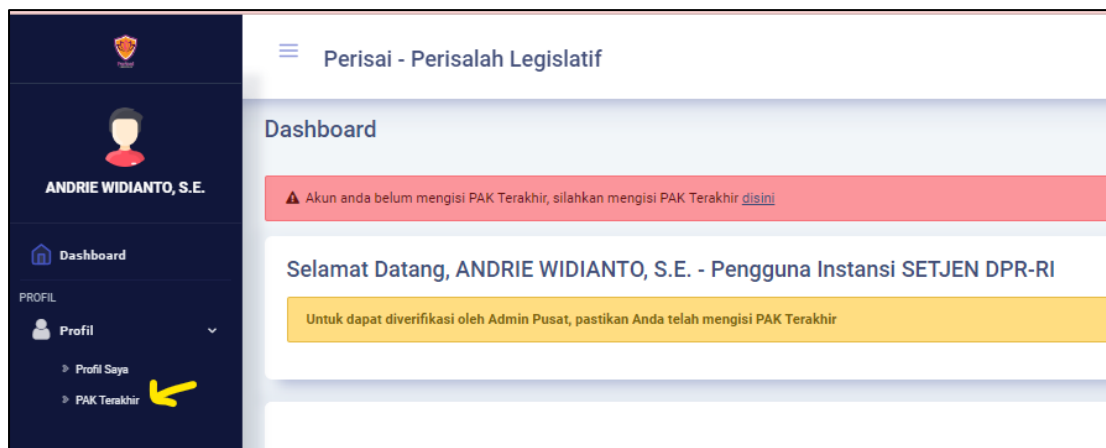 Perisai - Perisalah Legislatif
ANDRIE WIDIANTO, S.E.
Dashboard
PROFIL
Profil
Profil Saya
PAK Terakhir
Dashboard
Akun anda belum mengisi PAK Terakhir, silahkan mengisi PAK Terakhir disini
Selamat Datang, ANDRIE WIDIANTO, S.E. - Pengguna Instansi SETJEN DPR-RI
Untuk dapat diverifikasi oleh Admin Pusat, pastikan Anda telah mengisi PAK Terakhir